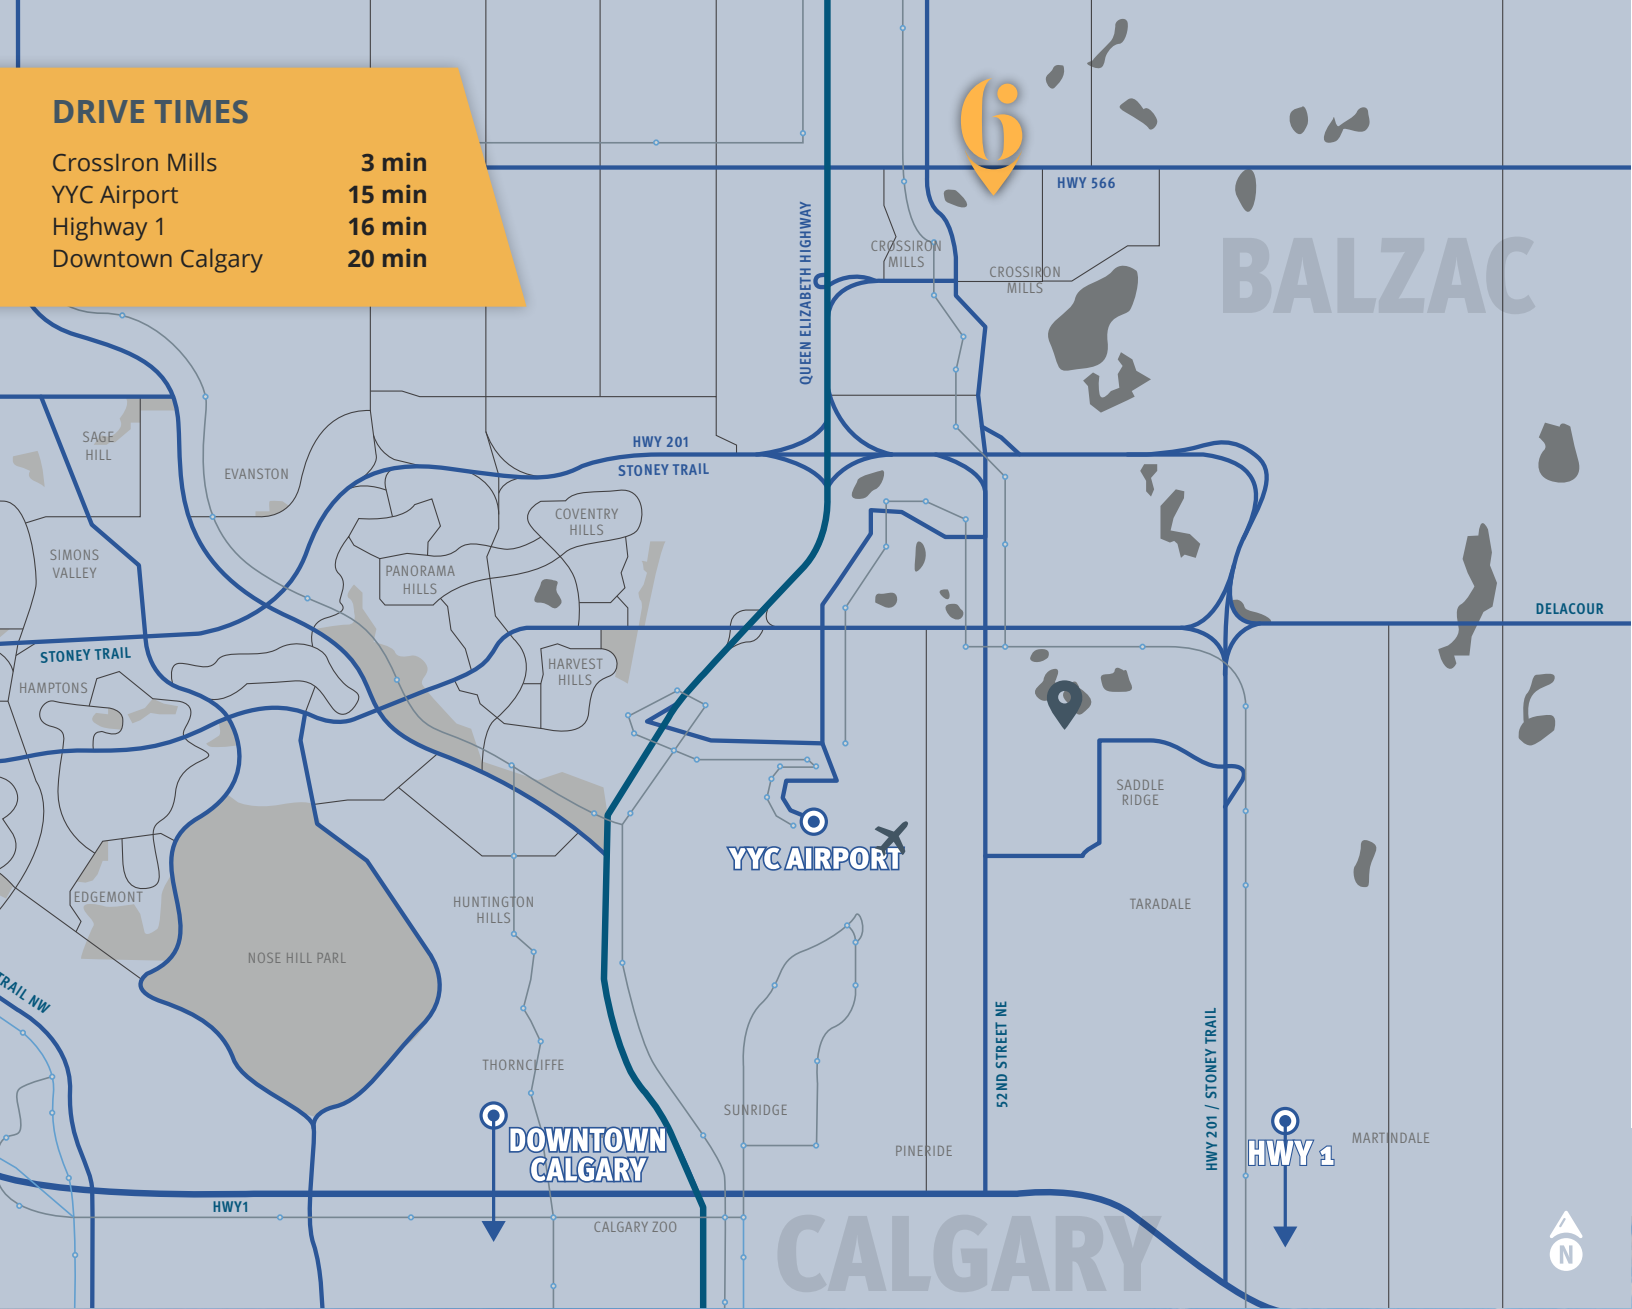 DRIVE TIMES
CrossIron Mills 3 min
YYC Airport 15 min
Highway 1 16 min
Downtown Calgary 20 min
6
HWY 566
QUEEN ELIZABETH HIGHWAY
CROSSIRON
MILLS
CROSSIRON
MILLS
BALZAC
SAGE
HILL
EVANSTON
HWY 201
STONEY TRAIL
COVENTRY
HILLS
SIMONS
VALLEY
PANORAMA
HILLS
DELACOUR
STONEY TRAIL
HAMPTONS
HARVEST
HILLS
SADDLE
RIDGE
YYC AIRPORT
EDGEMONT
HUNTINGTON
HILLS
TARADALE
NOSE HILL PARL
TRAIL NW
THORNCLIFFE
52ND STREET NE
HWY 201 / STONEY TRAIL
SUNRIDGE
DOWNTOWN
CALGARY
PINERIDE
HWY 1
MARTINDALE
HWY1
CALGARY ZOO
CALGARY
N